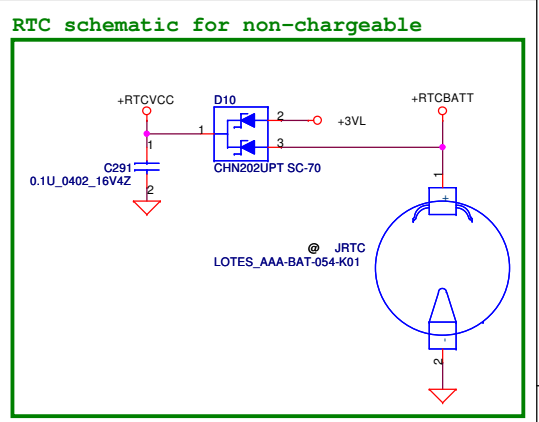 RTC schematic for non-chargeable
+RTCVCC
D10
+RTCBATT
2
+3VL
1
3
1
C291
CHN202UPT SC-70
0.1U_0402_16V4Z
2
1
+
@ JRTC
LOTES_AAA-BAT-054-K01
-
2